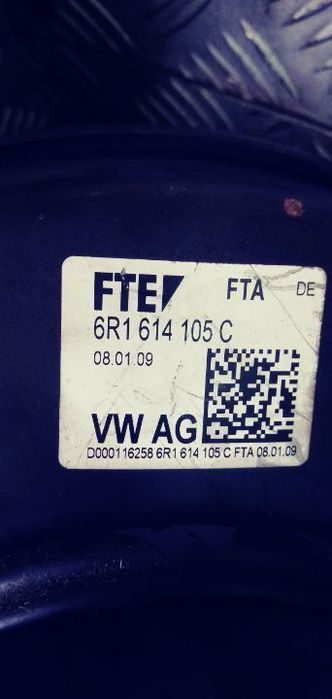 FTE FTA DE
6R1 614 105 C
08.01.09
VW AG
D000116258 6R1 614 105 C FTA 08.01.09